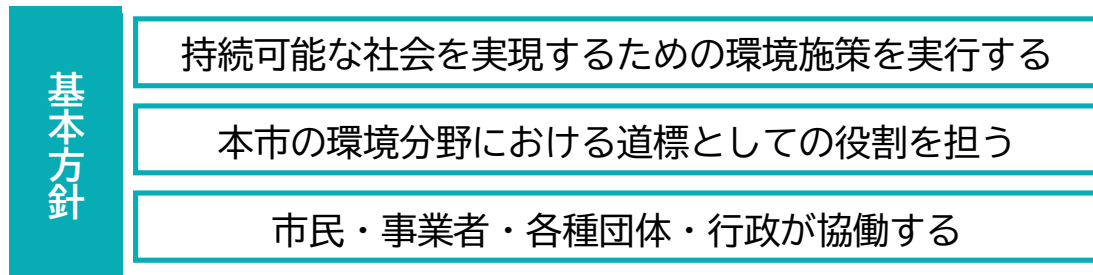 基本方針
持続可能な社会を実現するための環境施策を実行する
本市の環境分野における道標としての役割を担う
市民・事業者・各種団体・行政が協働する